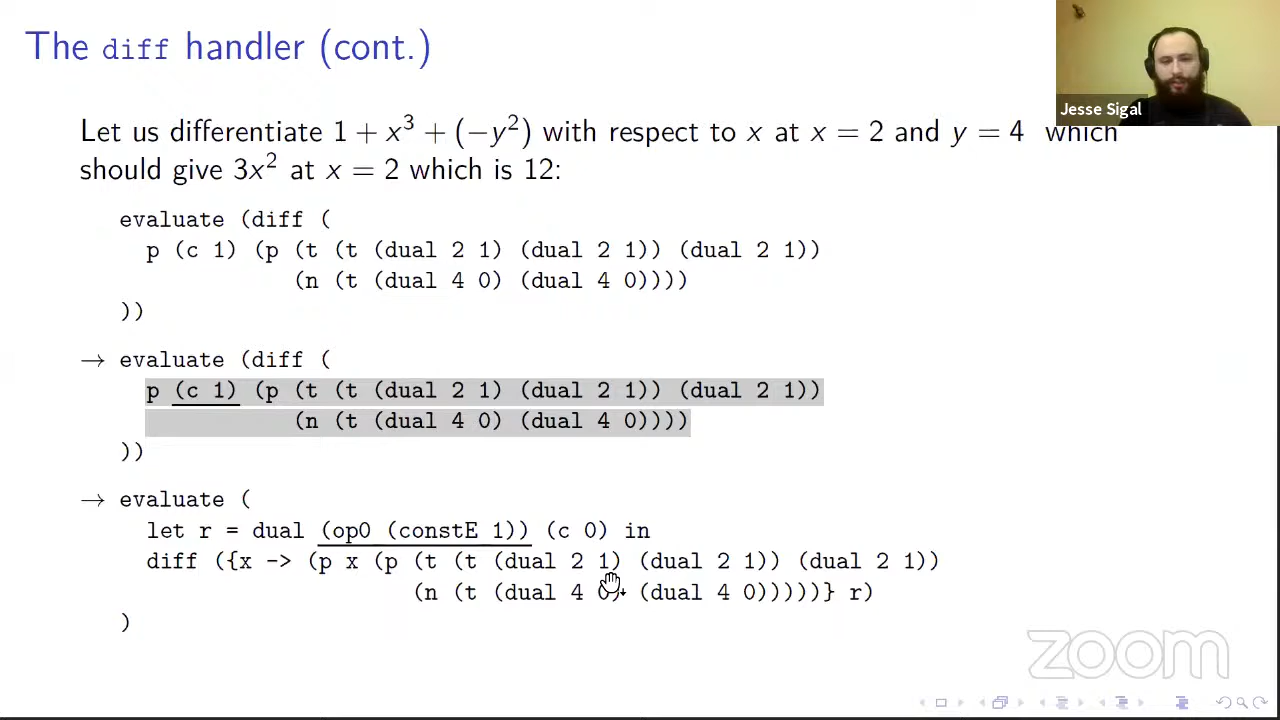 The diff handler (cont.)
Jesse Sigal
Let us differentiate 1 + x³ + (−y²) with respect to x at x = 2 and y = 4 which
should give 3x² at x = 2 which is 12:
evaluate (diff (
p (c 1) (p (t (t (dual 2 1) (dual 2 1)) (dual 2 1))
(n (t (dual 4 0) (dual 4 0))))
))
→ evaluate (diff (
p (c 1) (p (t (t (dual 2 1) (dual 2 1)) (dual 2 1))
(n (t (dual 4 0) (dual 4 0))))
))
→ evaluate (
let r = dual (op0 (constE 1)) (c 0) in
diff ({x -> (p x (p (t (t (dual 2 1) (dual 2 1)) (dual 2 1))
(n (t (dual 4 0) (dual 4 0)))))} r)
)
zoom